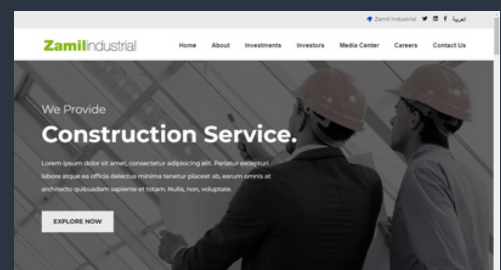 Zamil Industrial
العربية
Zamilindustrial
Home About Investments Investors Media Center Careers Contact Us
We Provide
Construction Service.
Lorem ipsum dolor sit amet, consectetur adipisicing elit. Pariatur excepturi
labore atque ea officia delectus minima tenetur placeat ab, earum omnis at
architecto quibusdam sapiente et totam. Nulla, non, voluptate.
EXPLORE NOW